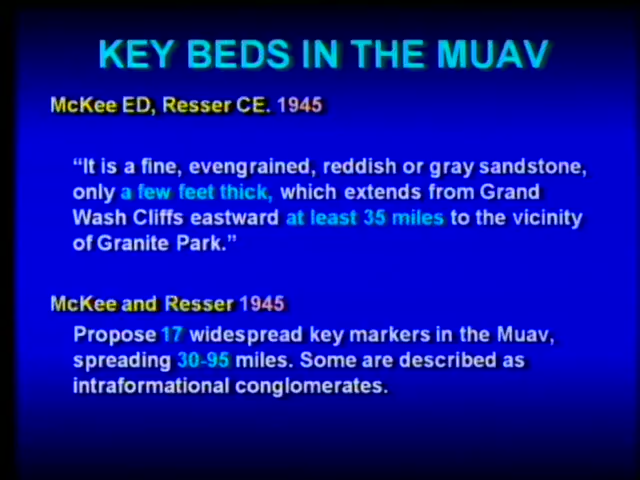 KEY BEDS IN THE MUAV
McKee ED, Resser CE. 1945
“It is a fine, evengrained, reddish or gray sandstone,
only a few feet thick, which extends from Grand
Wash Cliffs eastward at least 35 miles to the vicinity
of Granite Park.”
McKee and Resser 1945
Propose 17 widespread key markers in the Muav,
spreading 30-95 miles. Some are described as
intraformational conglomerates.